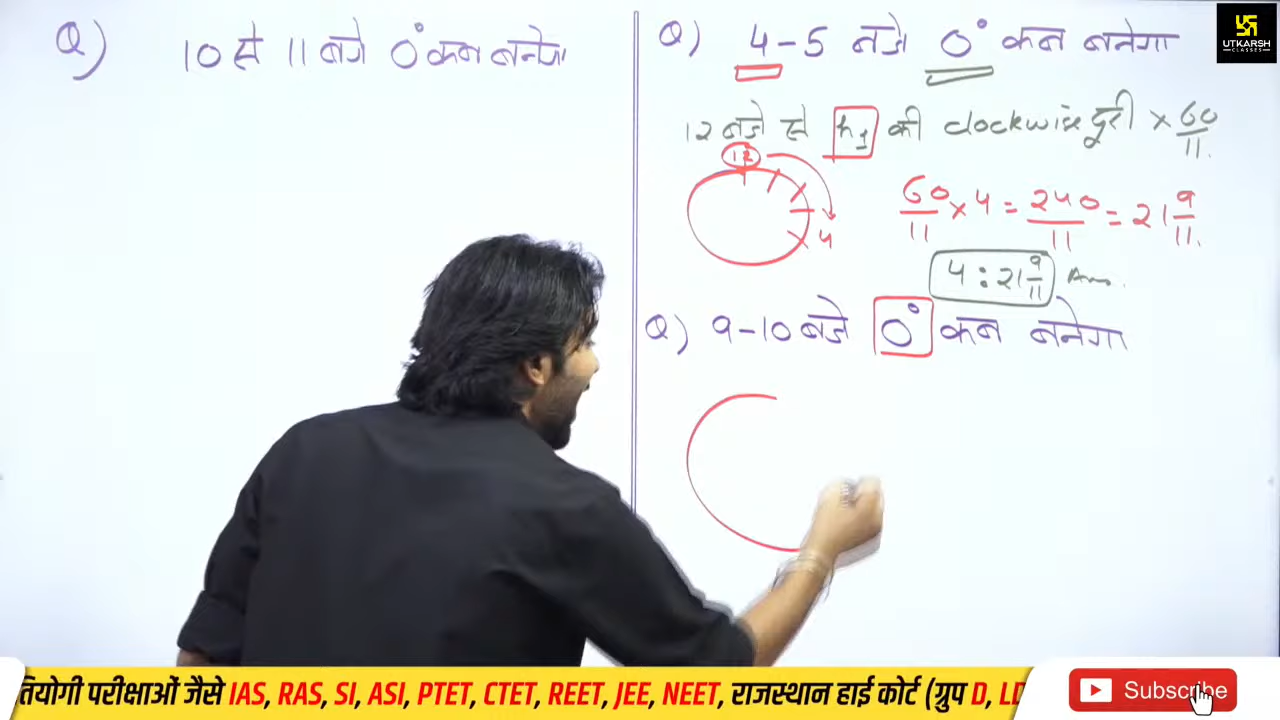 Q) 10 से 11 बजे 0° कब बनेगा
Q) 4-5 बजे 0° कब बनेगा
12 बजे से h1 की clockwise दूरी × 60/11
12
4
60/11 × 4 = 240/11 = 21 9/11
4 : 21 9/11 Ans.
Q) 9-10 बजे 0° कब बनेगा
UTKARSH
CLASSES
तियोगी परीक्षाओं जैसे IAS, RAS, SI, ASI, PTET, CTET, REET, JEE, NEET, राजस्थान हाई कोर्ट (ग्रुप D, LD
Subscribe